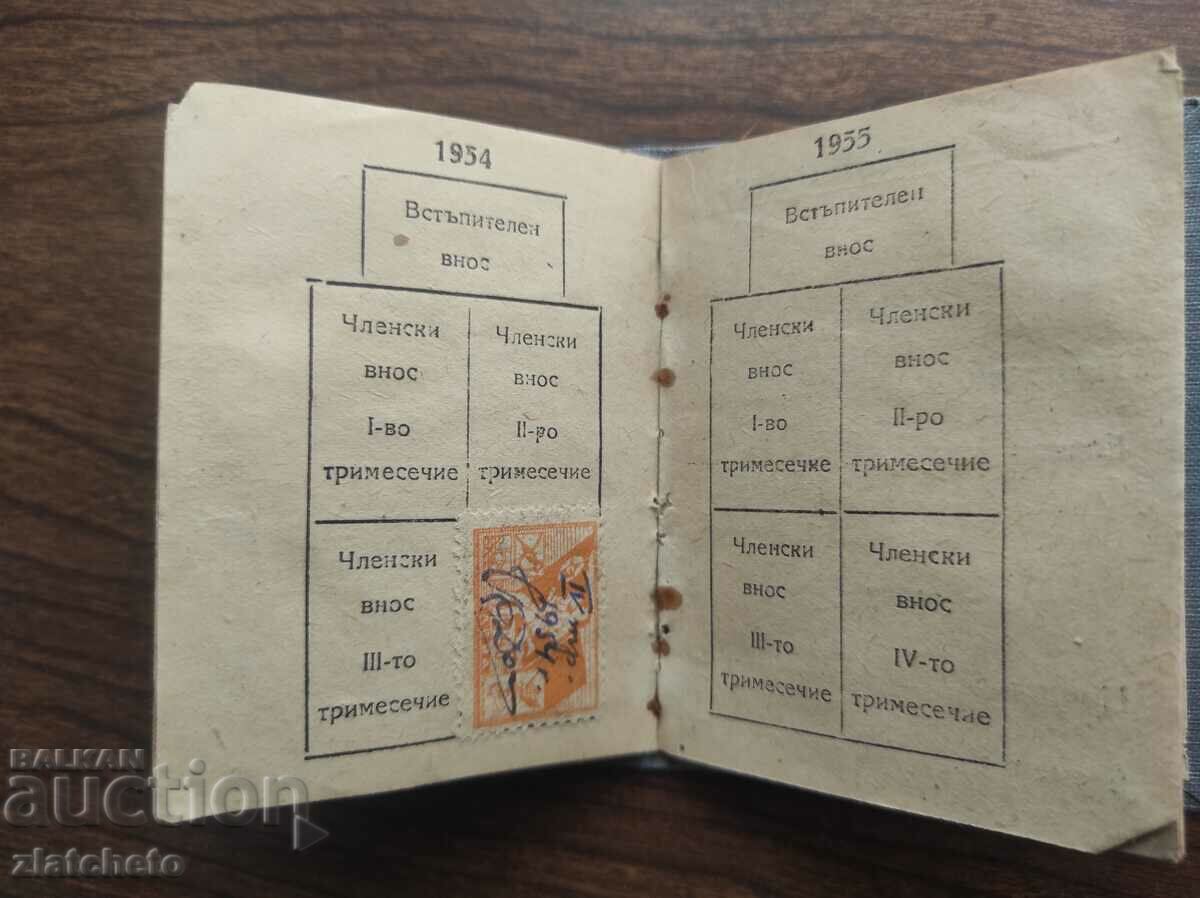 1954
Встъпителен
внос
Членски
внос
I-во
тримесечие
Членски
внос
II-ро
тримесечие
Членски
внос
III-то
тримесечие
IV
1954 г.
1955
Встъпителен
внос
Членски
внос
I-во
тримесечие
Членски
внос
II-ро
тримесечие
Членски
внос
III-то
тримесечие
Членски
внос
IV-то
тримесечие
BALKAN
auction
zlatcheto